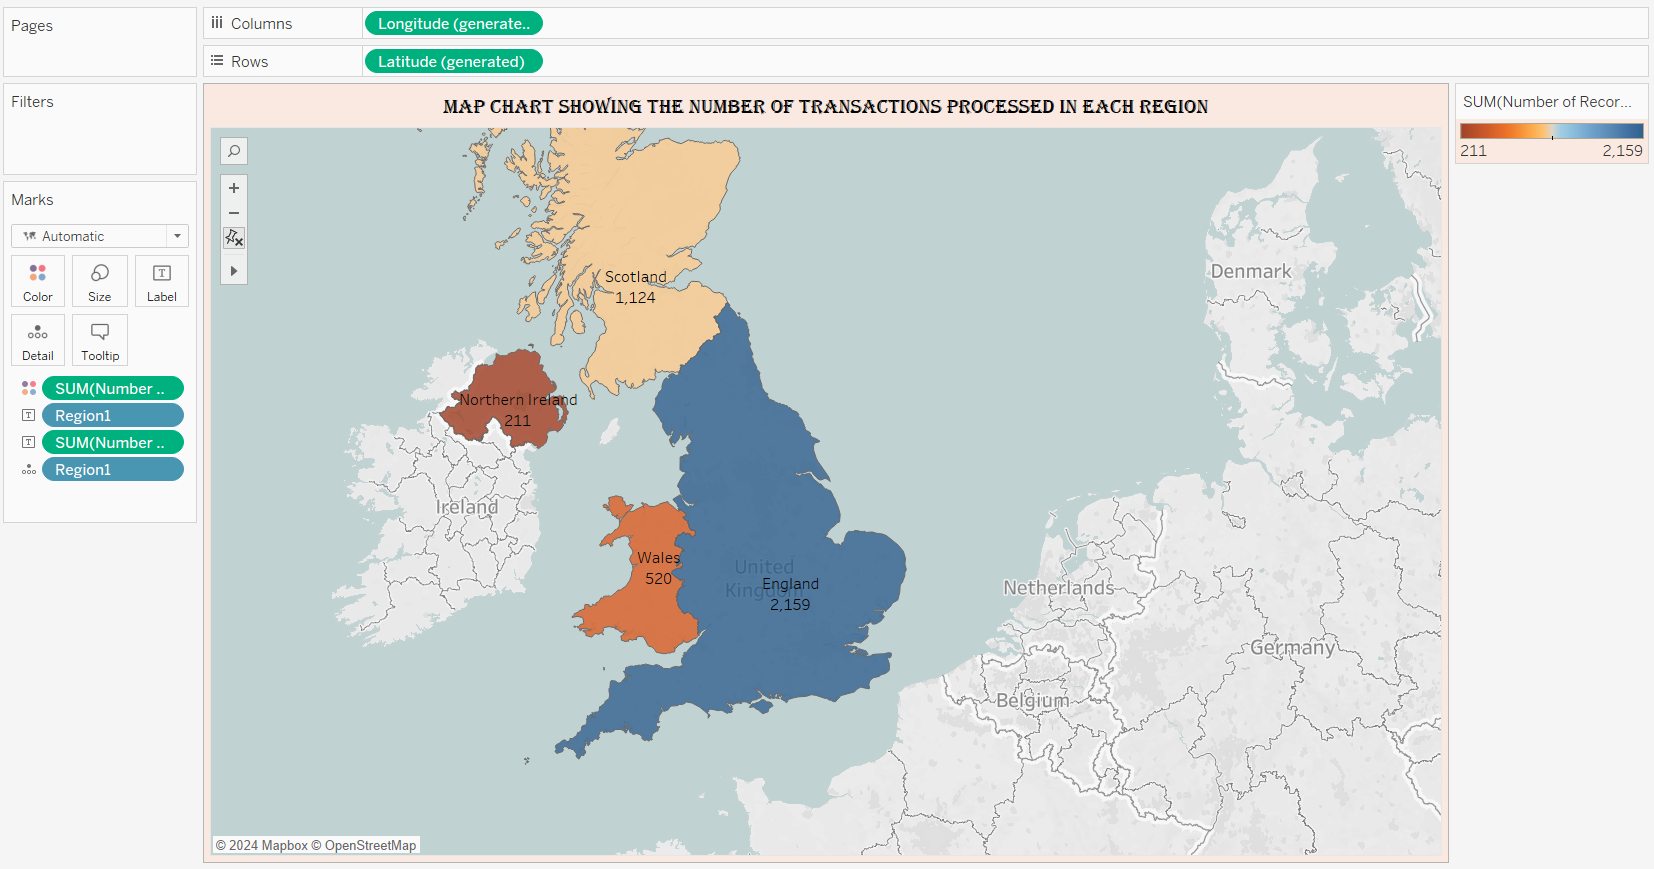 Pages
Columns
Longitude (generate..
Rows
Latitude (generated)
Filters
Marks
Automatic
Color
Size
Label
Detail
Tooltip
SUM(Number ..
Region1
SUM(Number ..
Region1
MAP CHART SHOWING THE NUMBER OF TRANSACTIONS PROCESSED IN EACH REGION
Scotland
1,124
Northern Ireland
211
Ireland
Wales
520
United
Kingdom
England
2,159
Denmark
Netherlands
Germany
Belgium
© 2024 Mapbox © OpenStreetMap
SUM(Number of Recor...
211
2,159